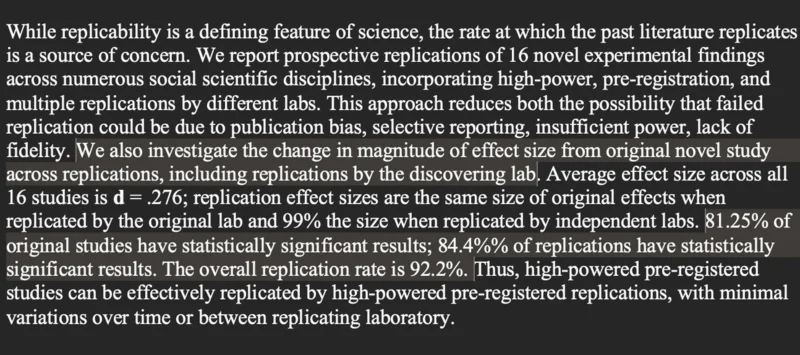 While replicability is a defining feature of science, the rate at which the past literature replicates
is a source of concern. We report prospective replications of 16 novel experimental findings
across numerous social scientific disciplines, incorporating high-power, pre-registration, and
multiple replications by different labs. This approach reduces both the possibility that failed
replication could be due to publication bias, selective reporting, insufficient power, lack of
fidelity. We also investigate the change in magnitude of effect size from original novel study
across replications, including replications by the discovering lab. Average effect size across all
16 studies is d = .276; replication effect sizes are the same size of original effects when
replicated by the original lab and 99% the size when replicated by independent labs. 81.25% of
original studies have statistically significant results; 84.4%% of replications have statistically
significant results. The overall replication rate is 92.2%. Thus, high-powered pre-registered
studies can be effectively replicated by high-powered pre-registered replications, with minimal
variations over time or between replicating laboratory.